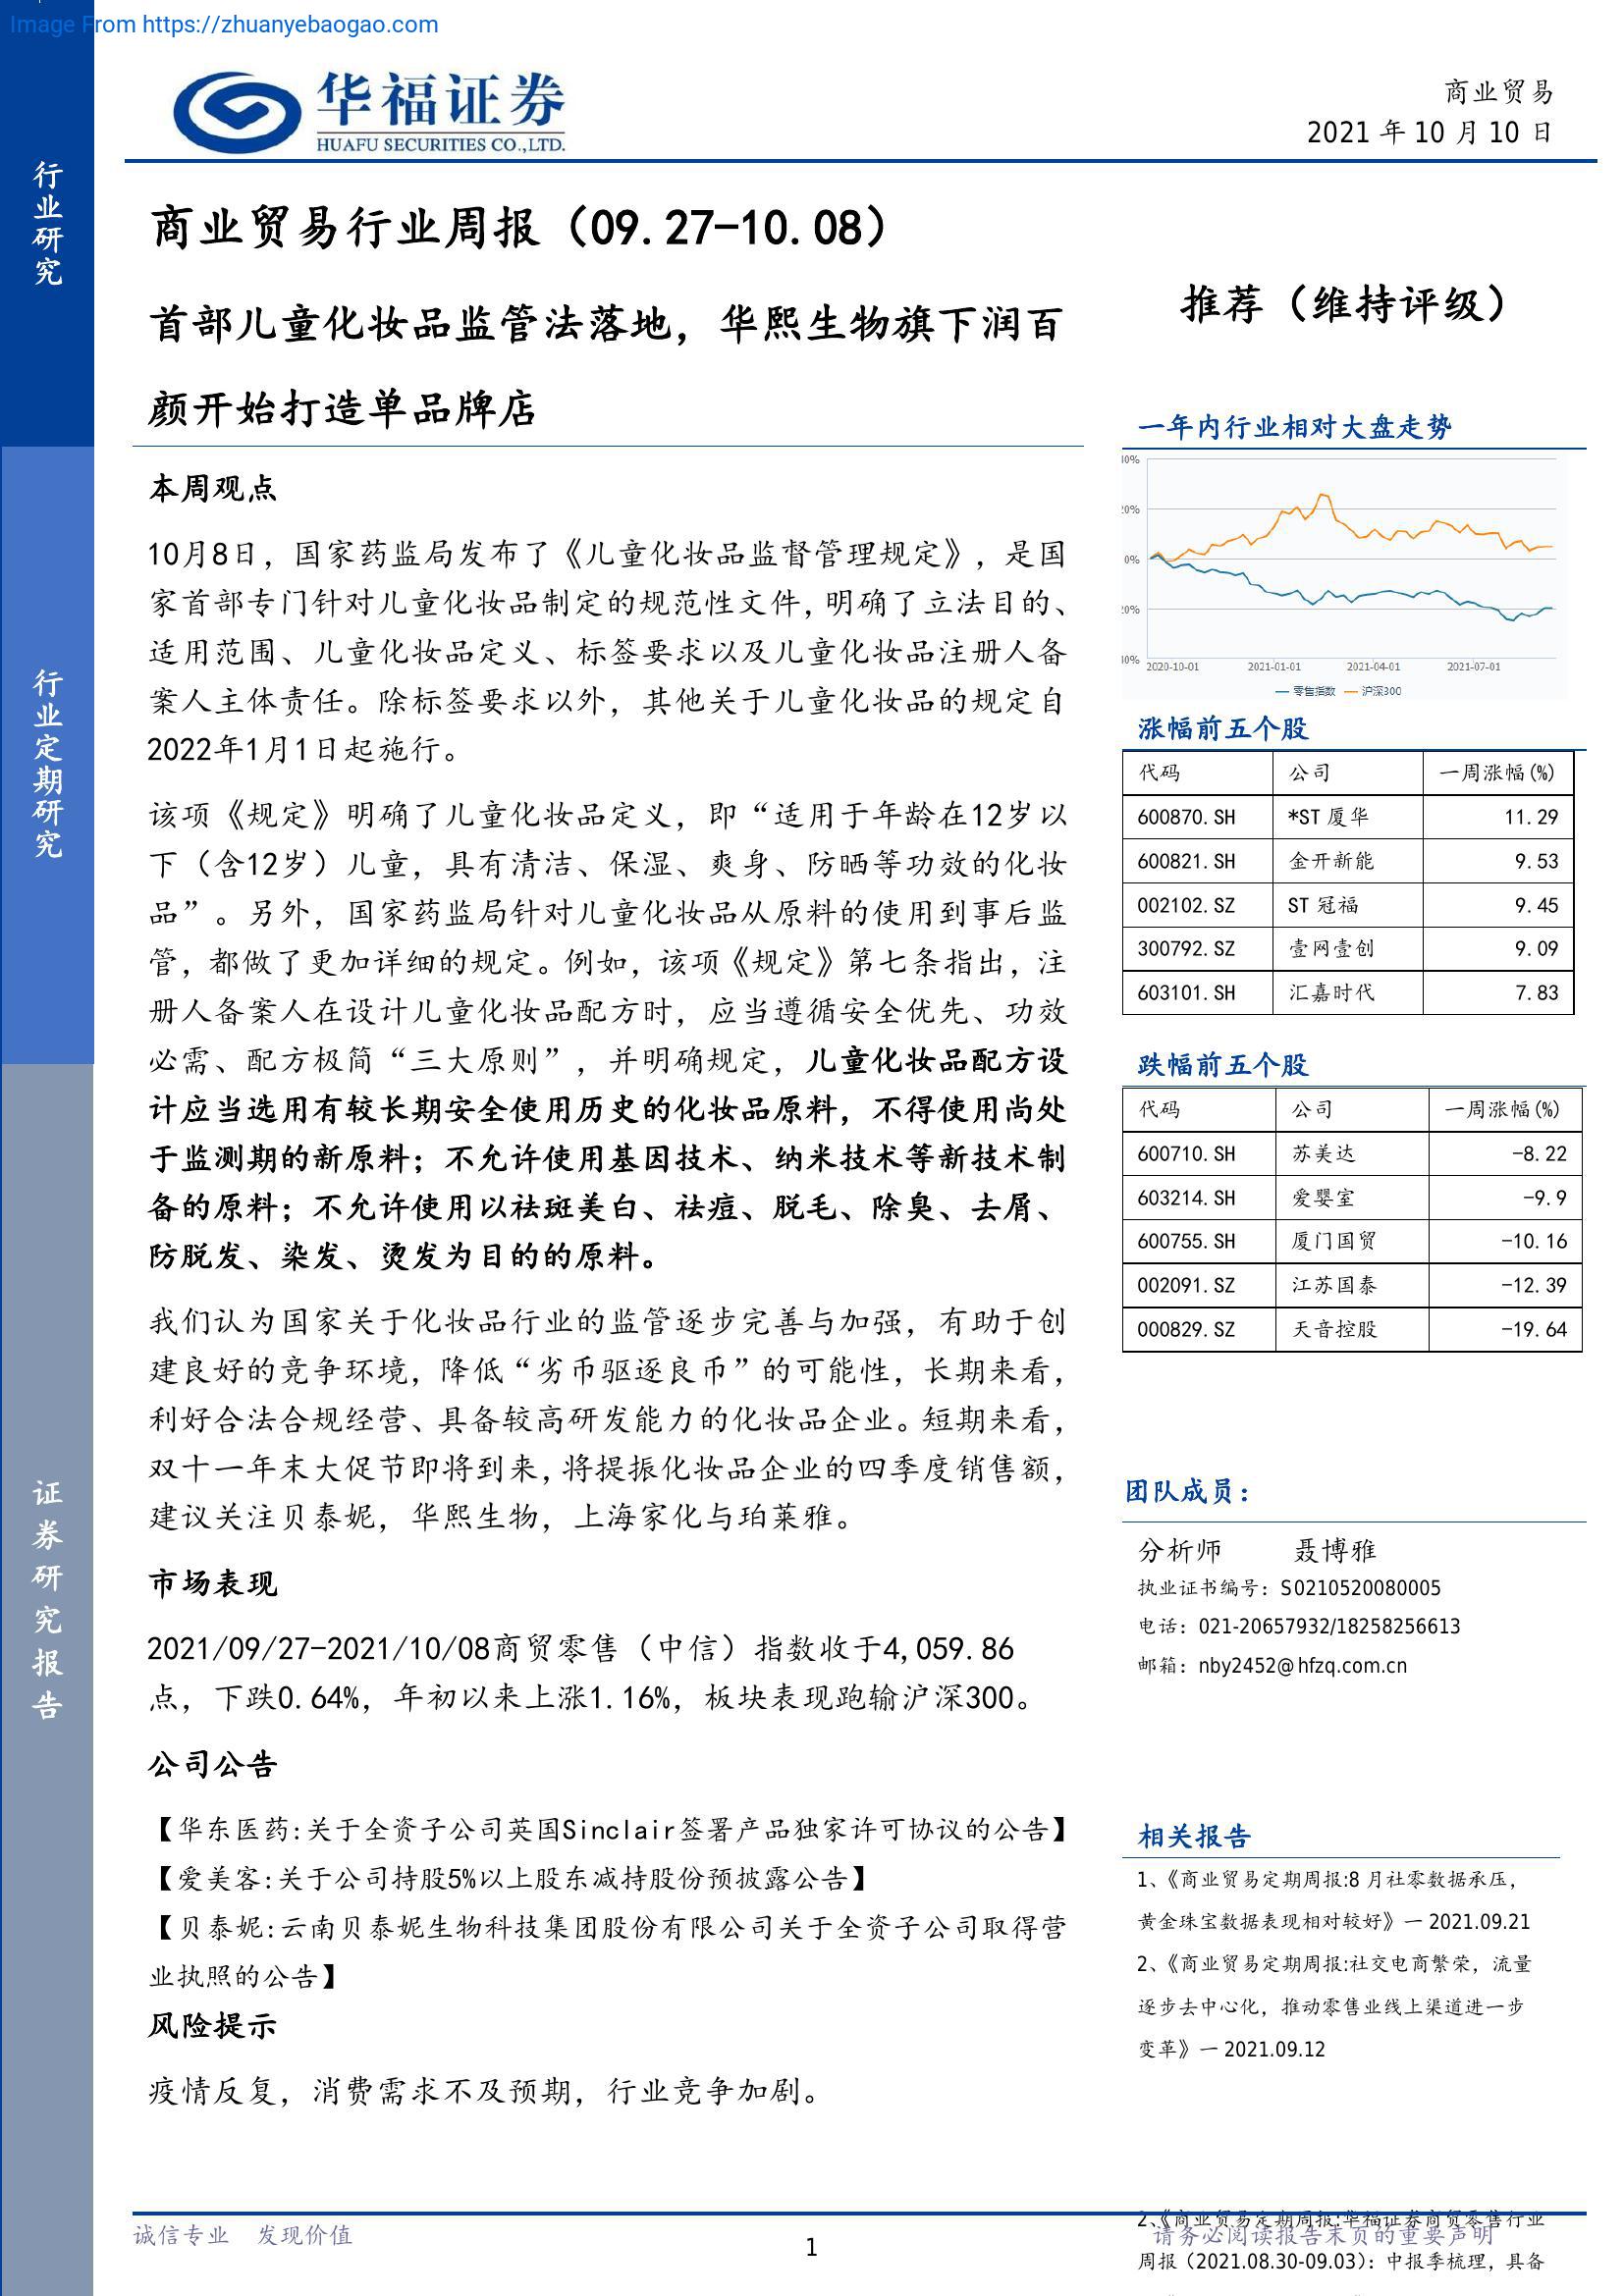 Image From https://zhuanyebaogao.com
华福证券
HUAFU SECURITIES CO.,LTD.
商业贸易
2021 年 10 月 10 日
行业研究
行业定期研究
证券研究报告
商业贸易行业周报（09.27-10.08）
首部儿童化妆品监管法落地，华熙生物旗下润百
颜开始打造单品牌店
本周观点
10月8日，国家药监局发布了《儿童化妆品监督管理规定》，是国
家首部专门针对儿童化妆品制定的规范性文件，明确了立法目的、
适用范围、儿童化妆品定义、标签要求以及儿童化妆品注册人备
案人主体责任。除标签要求以外，其他关于儿童化妆品的规定自
2022年1月1日起施行。
该项《规定》明确了儿童化妆品定义，即“适用于年龄在12岁以
下（含12岁）儿童，具有清洁、保湿、爽身、防晒等功效的化妆
品”。另外，国家药监局针对儿童化妆品从原料的使用到事后监
管，都做了更加详细的规定。例如，该项《规定》第七条指出，注
册人备案人在设计儿童化妆品配方时，应当遵循安全优先、功效
必需、配方极简“三大原则”，并明确规定，儿童化妆品配方设
计应当选用有较长期安全使用历史的化妆品原料，不得使用尚处
于监测期的新原料；不允许使用基因技术、纳米技术等新技术制
备的原料；不允许使用以祛斑美白、祛痘、脱毛、除臭、去屑、
防脱发、染发、烫发为目的的原料。
我们认为国家关于化妆品行业的监管逐步完善与加强，有助于创
建良好的竞争环境，降低“劣币驱逐良币”的可能性，长期来看，
利好合法合规经营、具备较高研发能力的化妆品企业。短期来看，
双十一年末大促节即将到来，将提振化妆品企业的四季度销售额，
建议关注贝泰妮，华熙生物，上海家化与珀莱雅。
市场表现
2021/09/27-2021/10/08商贸零售（中信）指数收于4,059.86
点，下跌0.64%，年初以来上涨1.16%，板块表现跑输沪深300。
公司公告
【华东医药:关于全资子公司英国Sinclair签署产品独家许可协议的公告】
【爱美客:关于公司持股5%以上股东减持股份预披露公告】
【贝泰妮:云南贝泰妮生物科技集团股份有限公司关于全资子公司取得营
业执照的公告】
风险提示
疫情反复，消费需求不及预期，行业竞争加剧。
推荐（维持评级）
一年内行业相对大盘走势
0%
2020-10-01 2021-01-01 2021-04-01 2021-07-01
零售指数 沪深300
涨幅前五个股
代码 公司 一周涨幅(%)
600870.SH *ST 厦华 11.29
600821.SH 金开新能 9.53
002102.SZ ST 冠福 9.45
300792.SZ 壹网壹创 9.09
603101.SH 汇嘉时代 7.83
跌幅前五个股
代码 公司 一周涨幅(%)
600710.SH 苏美达 -8.22
603214.SH 爱婴室 -9.9
600755.SH 厦门国贸 -10.16
002091.SZ 江苏国泰 -12.39
000829.SZ 天音控股 -19.64
团队成员：
分析师 聂博雅
执业证书编号：S0210520080005
电话：021-20657932/18258256613
邮箱：nby2452@hfzq.com.cn
相关报告
1、《商业贸易定期周报:8 月社零数据承压，
黄金珠宝数据表现相对较好》一 2021.09.21
2、《商业贸易定期周报:社交电商繁荣，流量
逐步去中心化，推动零售业线上渠道进一步
变革》一 2021.09.12
2、《商业贸易定期周报:华福证券商贸零售行业
周报（2021.08.30-09.03）：中报季梳理，具备
诚信专业 发现价值
1
请务必阅读报告末页的重要声明